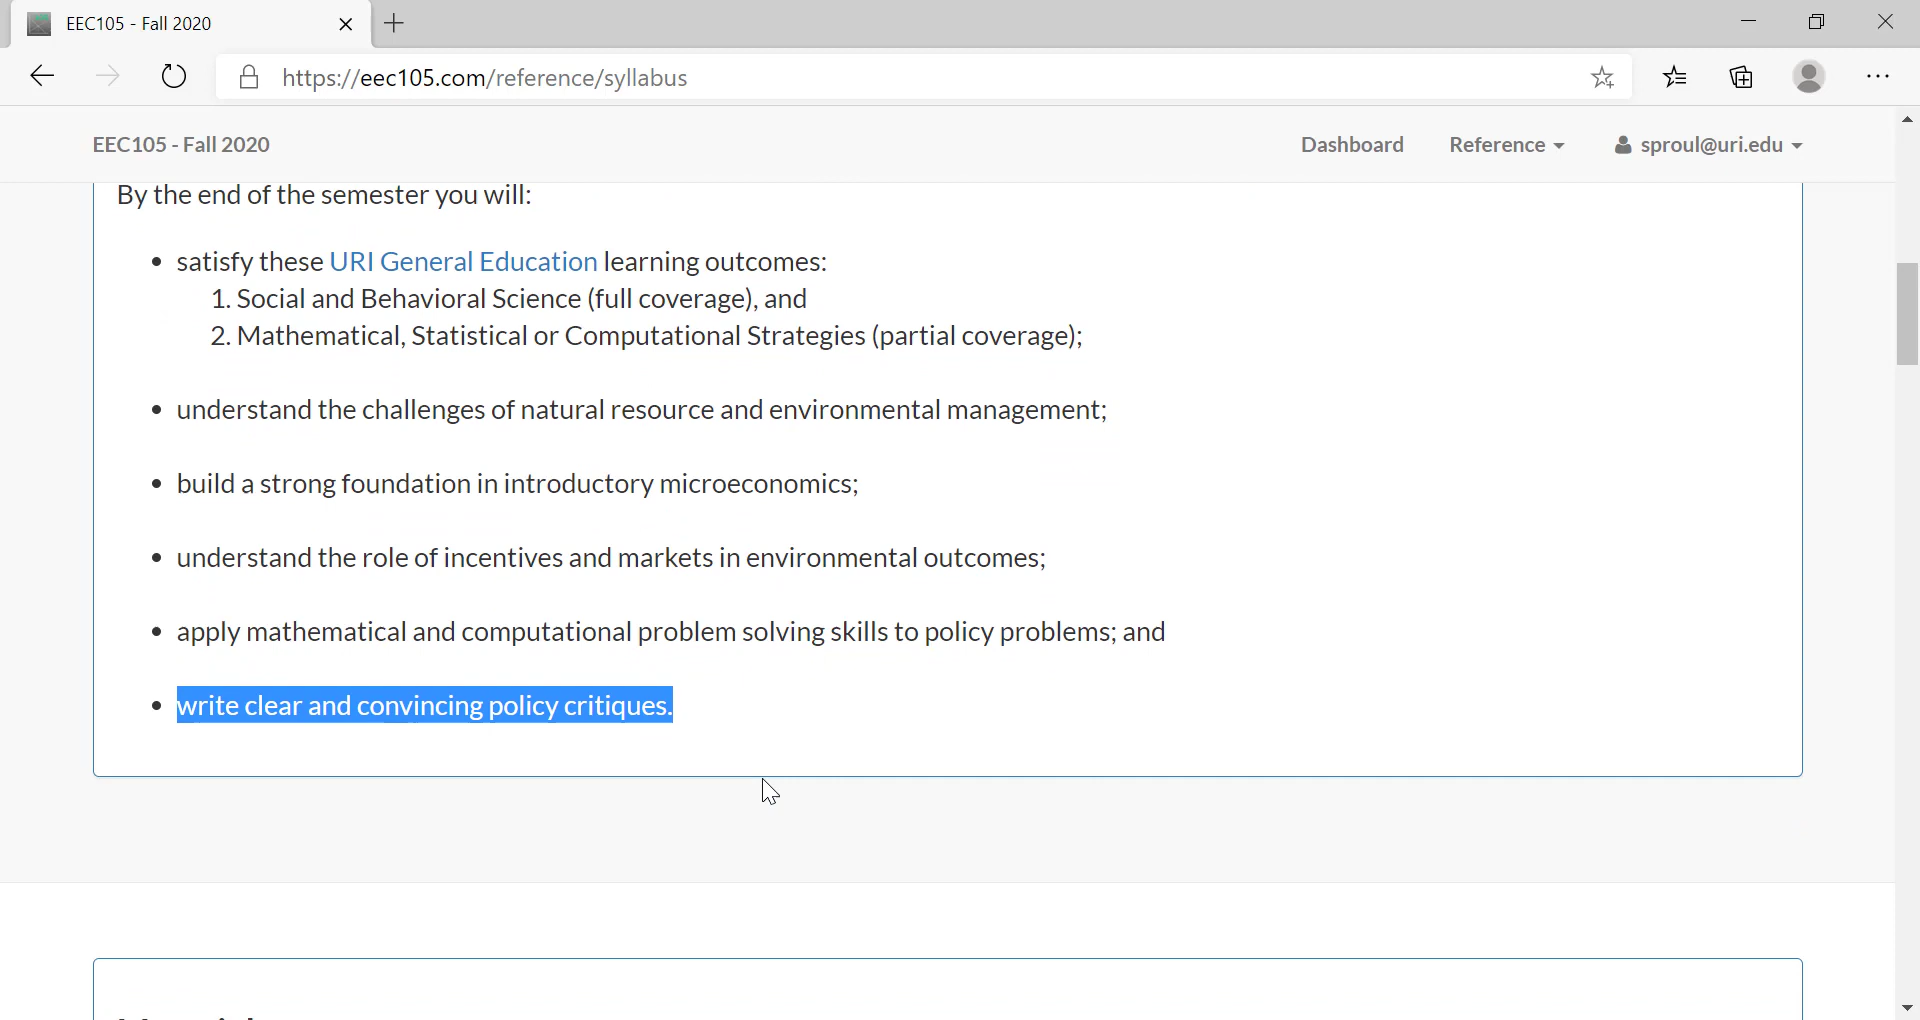 EEC105 - Fall 2020
https://eec105.com/reference/syllabus
EEC105 - Fall 2020 Dashboard Reference sproul@uri.edu
By the end of the semester you will:
• satisfy these URI General Education learning outcomes:
1. Social and Behavioral Science (full coverage), and
2. Mathematical, Statistical or Computational Strategies (partial coverage);
• understand the challenges of natural resource and environmental management;
• build a strong foundation in introductory microeconomics;
• understand the role of incentives and markets in environmental outcomes;
• apply mathematical and computational problem solving skills to policy problems; and
• write clear and convincing policy critiques.